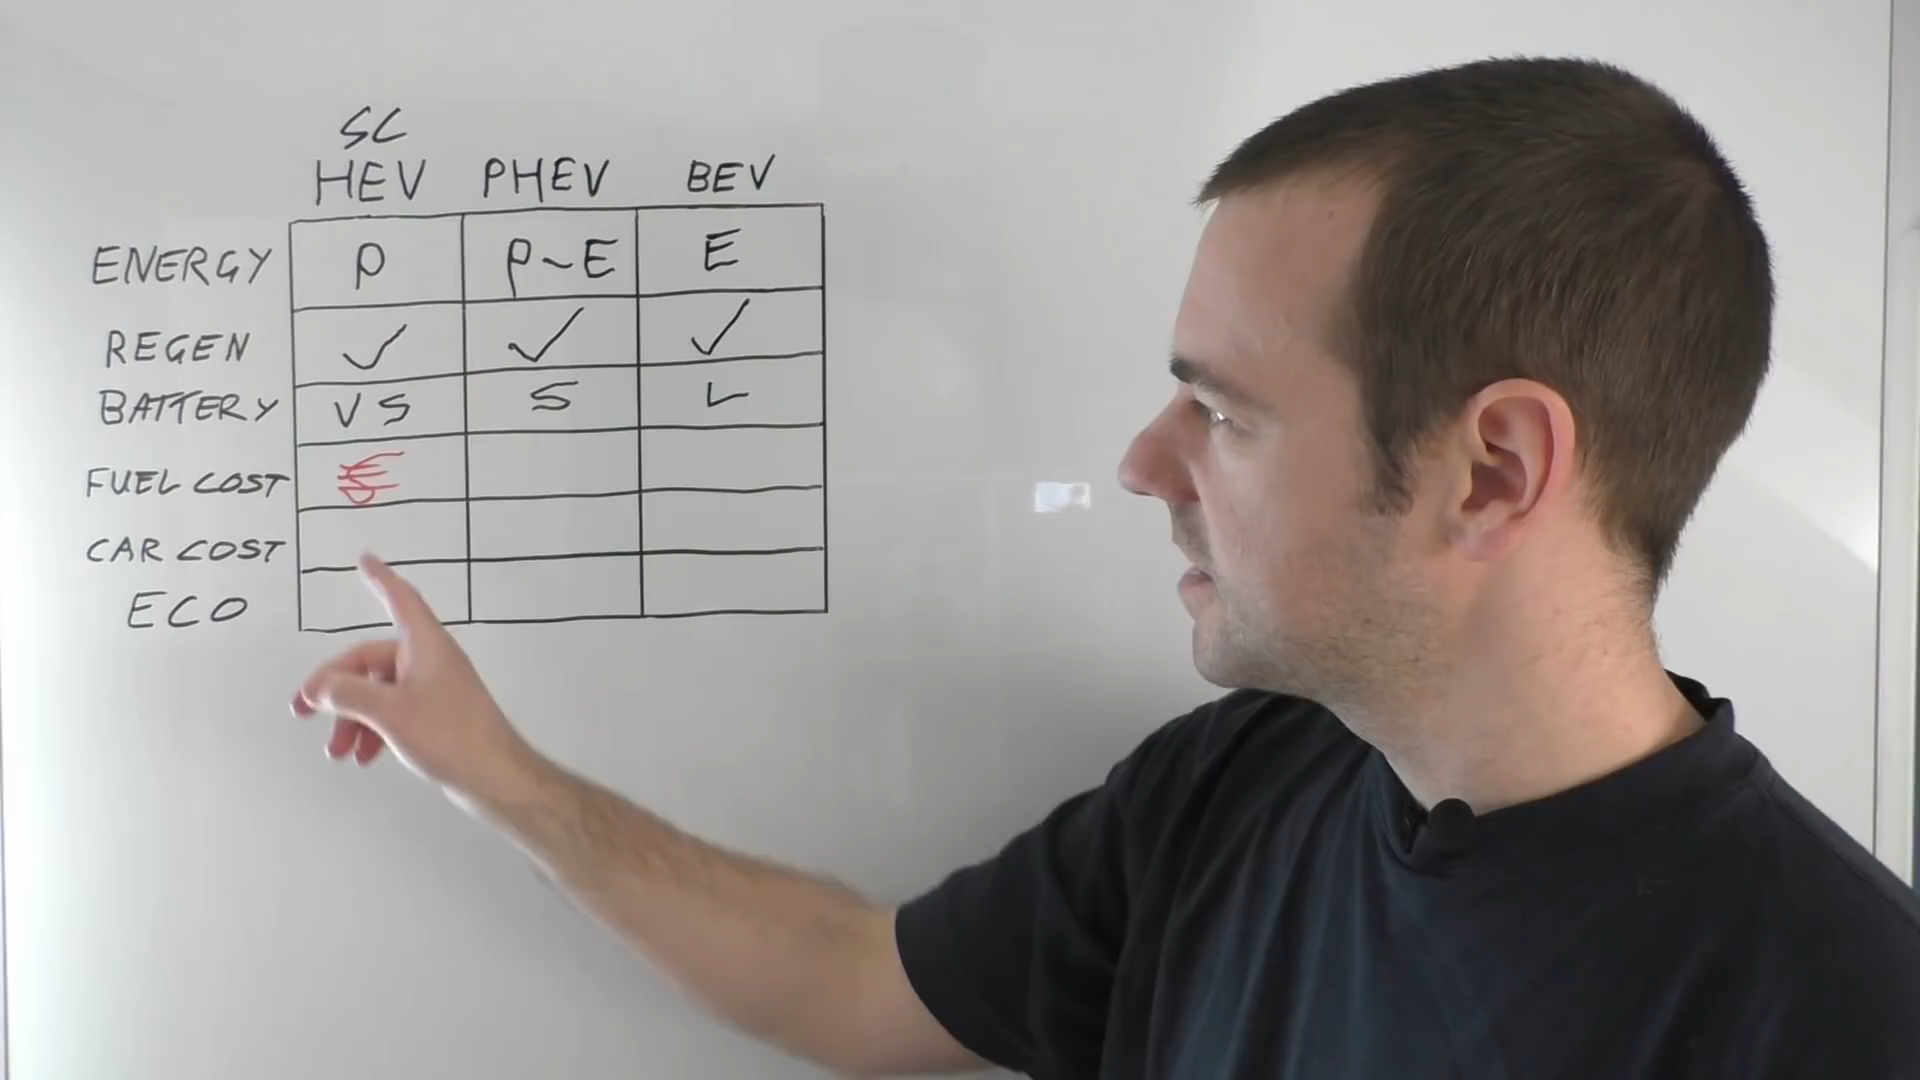 SC
HEV PHEV BEV
ENERGY P P~E E
REGEN ✓ ✓ ✓
BATTERY VS S L
FUEL COST
CAR COST
ECO